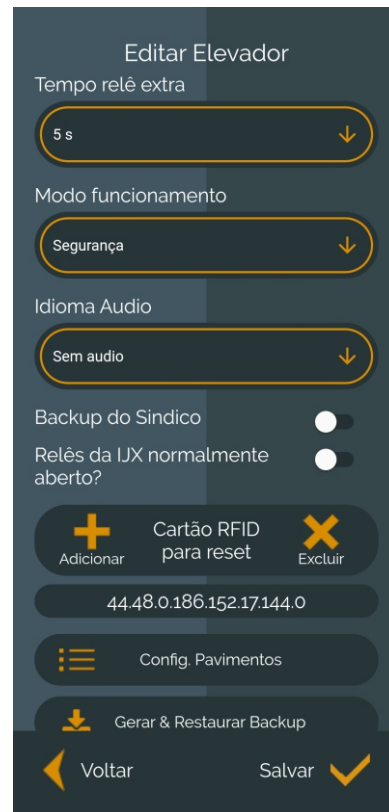 Editar Elevador
Tempo relê extra
5 s
Modo funcionamento
Segurança
Idioma Audio
Sem audio
Backup do Sindico
Relês da IJX normalmente
aberto?
Cartão RFID
para reset
Adicionar
Excluir
44.48.0.186.152.17.144.0
Config. Pavimentos
Gerar & Restaurar Backup
Voltar
Salvar